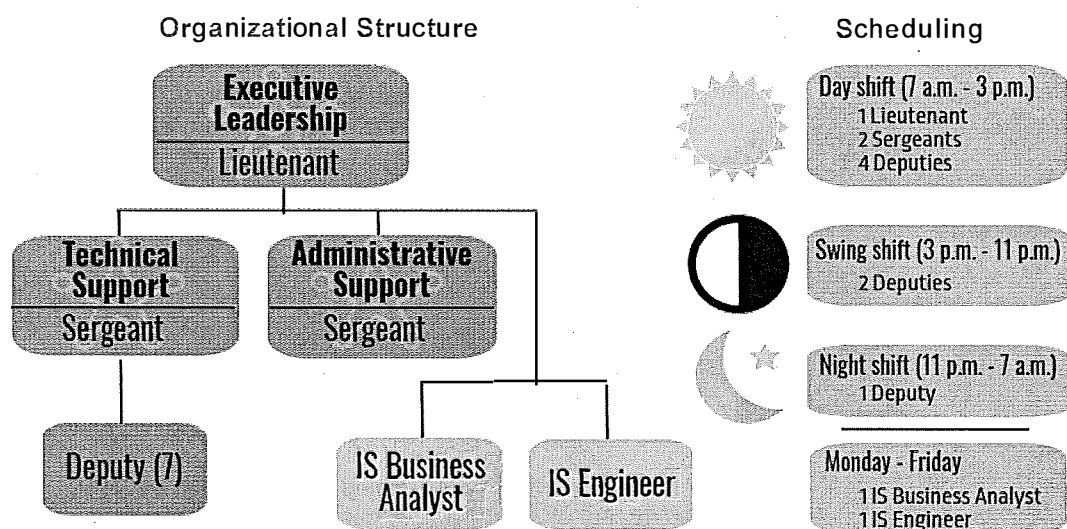 Organizational Structure
Executive
Leadership
Lieutenant
Technical
Support
Sergeant
Administrative
Support
Sergeant
Deputy (7)
IS Business
Analyst
IS Engineer
Scheduling
Day shift (7 a.m. - 3 p.m.)
1 Lieutenant
2 Sergeants
4 Deputies
Swing shift (3 p.m. - 11 p.m.)
2 Deputies
Night shift (11 p.m. - 7 a.m.)
1 Deputy
Monday - Friday
1 IS Business Analyst
1 IS Engineer